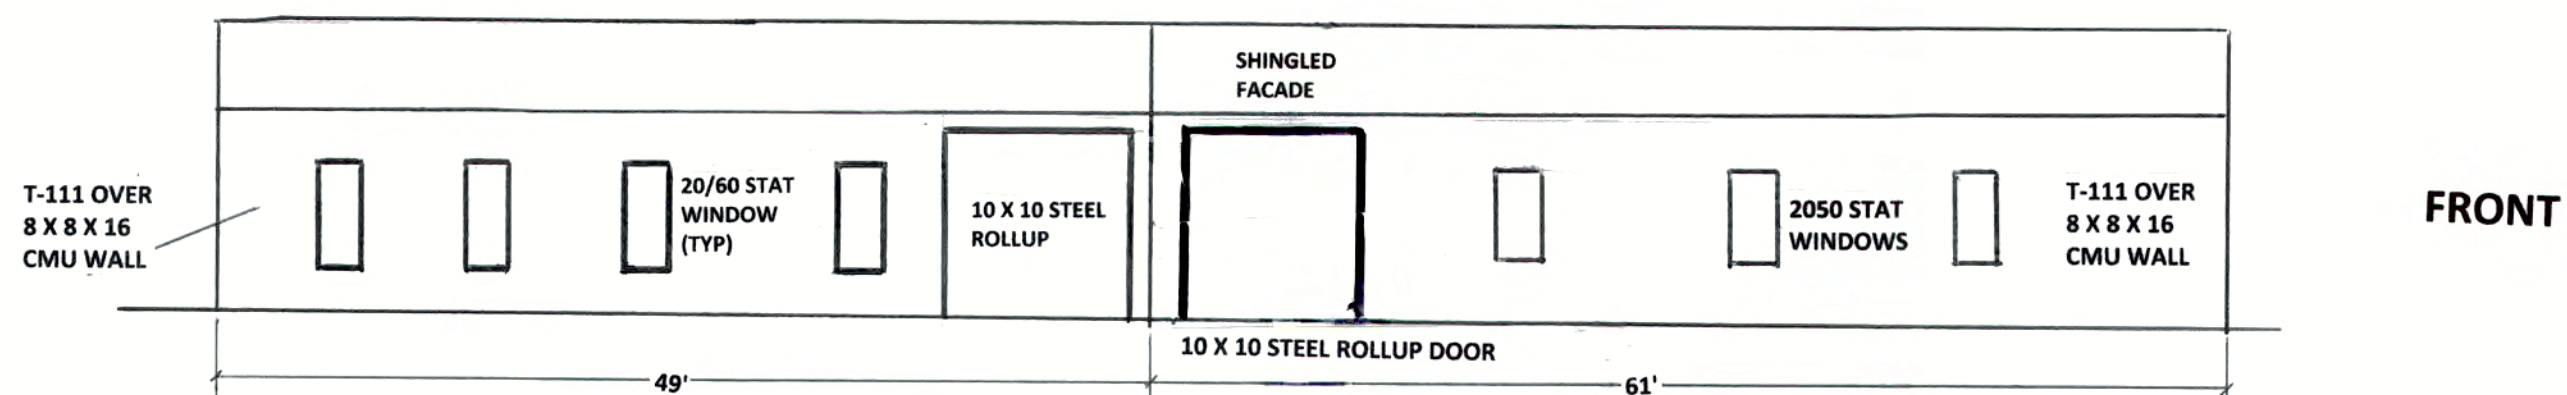 SHINGLED
FACADE
T-111 OVER
8 X 8 X 16
CMU WALL
20/60 STAT
WINDOW
(TYP)
10 X 10 STEEL
ROLLUP
2050 STAT
WINDOWS
T-111 OVER
8 X 8 X 16
CMU WALL
FRONT
10 X 10 STEEL ROLLUP DOOR
49'
61'